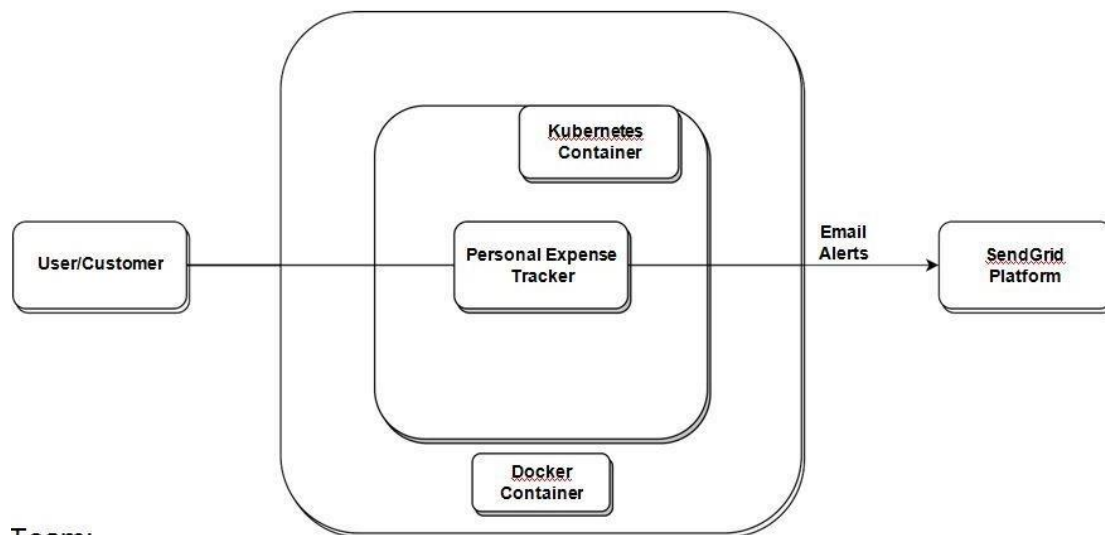 Kubernetes
Container
User/Customer
Personal Expense
Tracker
Email
Alerts
SendGrid
Platform
Docker
Container